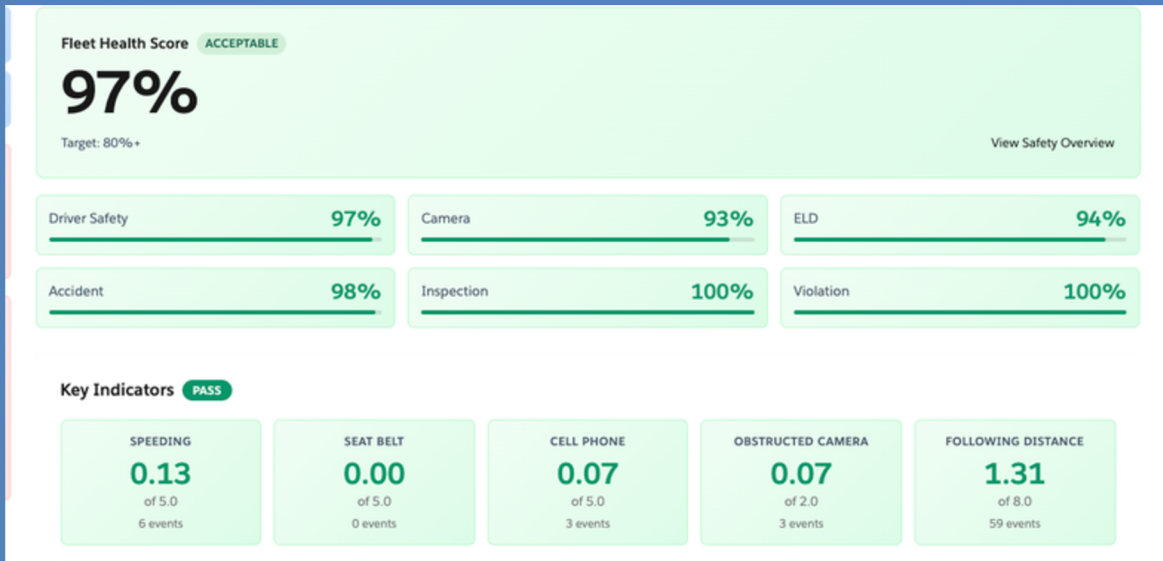 Fleet Health Score ACCEPTABLE
97%
Target: 80%+
View Safety Overview
Driver Safety 97%
Camera 93%
ELD 94%
Accident 98%
Inspection 100%
Violation 100%
Key Indicators PASS
SPEEDING
0.13
of 5.0
6 events
SEAT BELT
0.00
of 5.0
0 events
CELL PHONE
0.07
of 5.0
3 events
OBSTRUCTED CAMERA
0.07
of 2.0
3 events
FOLLOWING DISTANCE
1.31
of 8.0
59 events